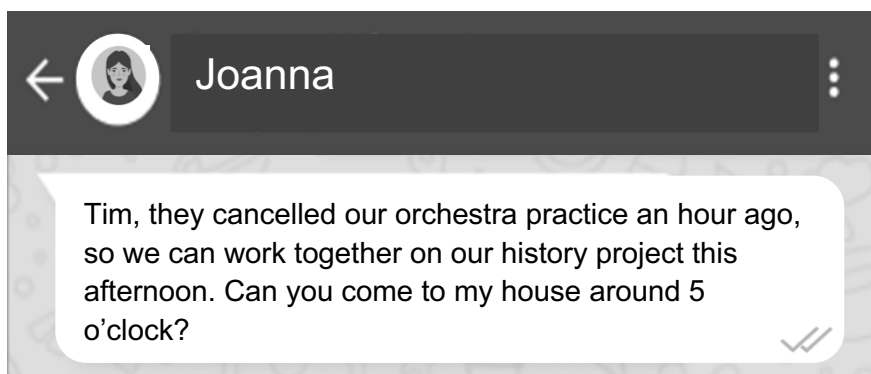 Joanna
Tim, they cancelled our orchestra practice an hour ago,
so we can work together on our history project this
afternoon. Can you come to my house around 5
o’clock?